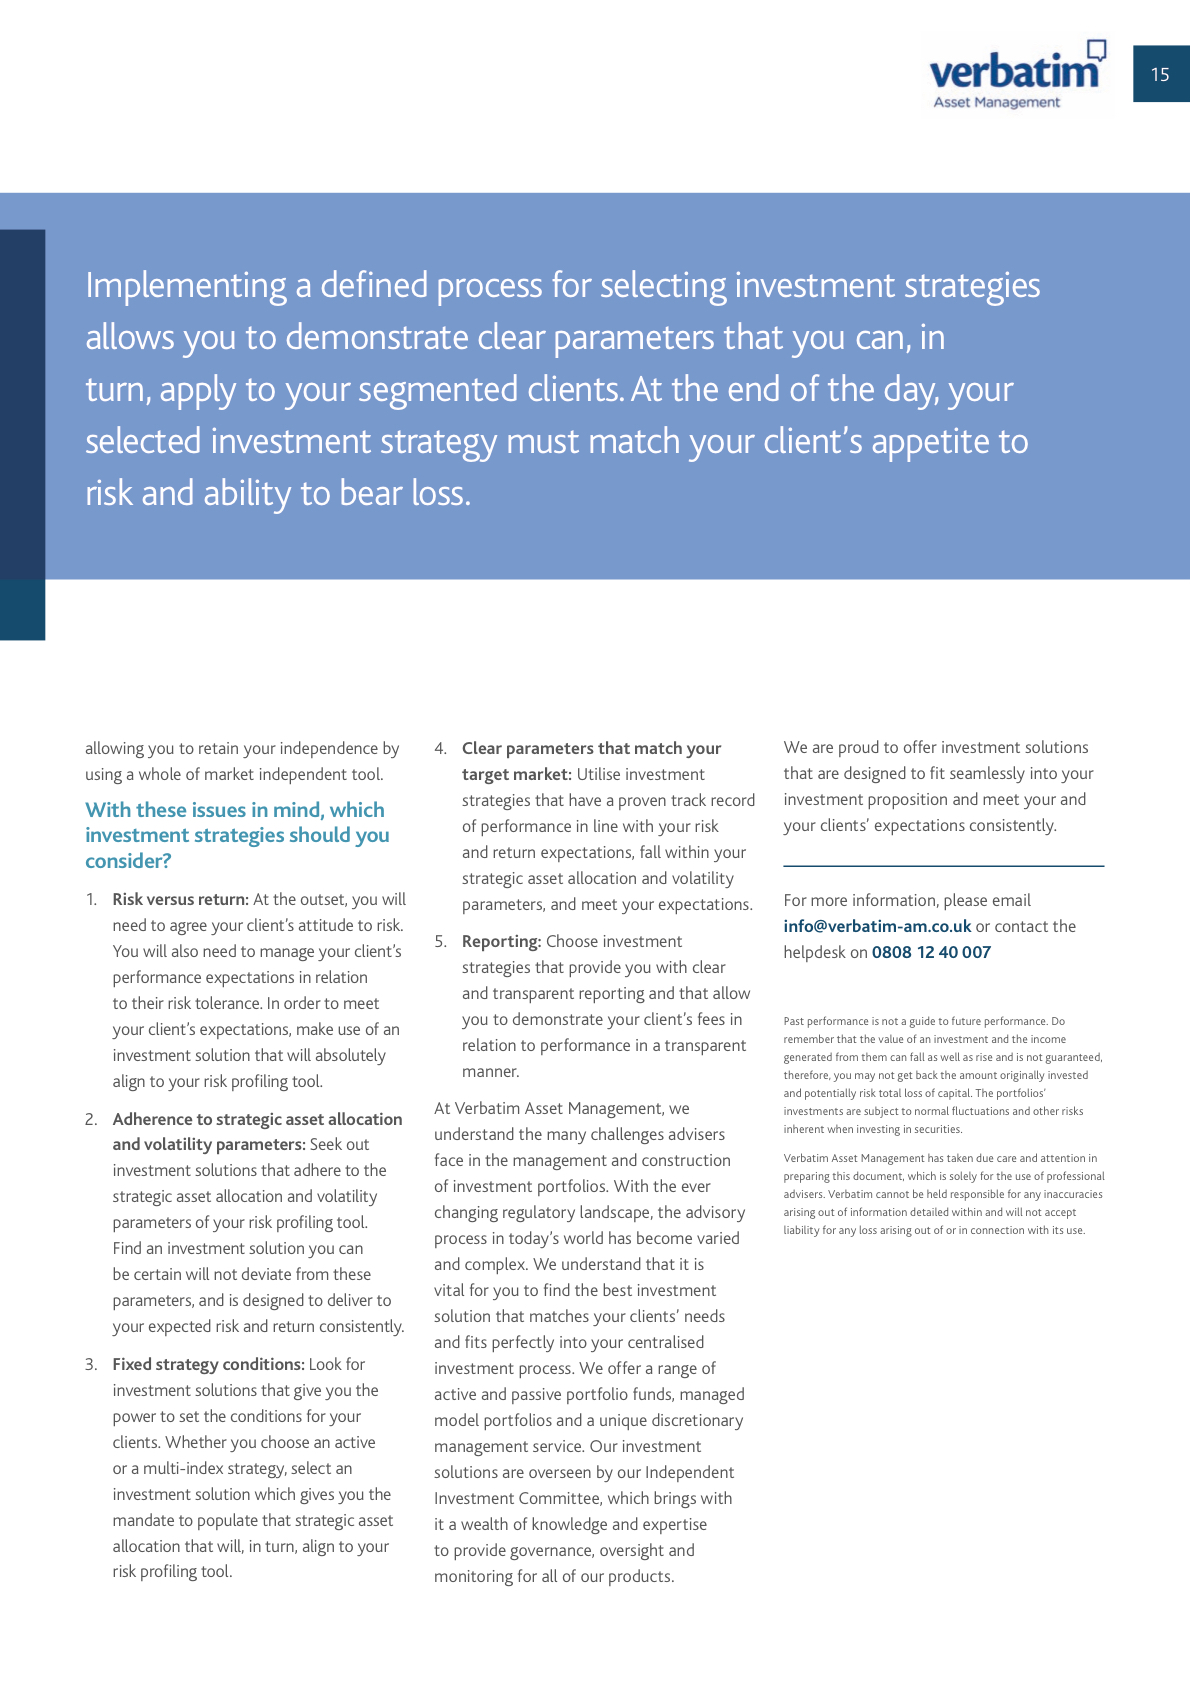 verbatim
Asset Management
15
Implementing a defined process for selecting investment strategies
allows you to demonstrate clear parameters that you can, in
turn, apply to your segmented clients. At the end of the day, your
selected investment strategy must match your client’s appetite to
risk and ability to bear loss.
allowing you to retain your independence by
using a whole of market independent tool.
With these issues in mind, which
investment strategies should you
consider?
1. Risk versus return: At the outset, you will
need to agree your client’s attitude to risk.
You will also need to manage your client’s
performance expectations in relation
to their risk tolerance. In order to meet
your client’s expectations, make use of an
investment solution that will absolutely
align to your risk profiling tool.
2. Adherence to strategic asset allocation
and volatility parameters: Seek out
investment solutions that adhere to the
strategic asset allocation and volatility
parameters of your risk profiling tool.
Find an investment solution you can
be certain will not deviate from these
parameters, and is designed to deliver to
your expected risk and return consistently.
3. Fixed strategy conditions: Look for
investment solutions that give you the
power to set the conditions for your
clients. Whether you choose an active
or a multi-index strategy, select an
investment solution which gives you the
mandate to populate that strategic asset
allocation that will, in turn, align to your
risk profiling tool.
4. Clear parameters that match your
target market: Utilise investment
strategies that have a proven track record
of performance in line with your risk
and return expectations, fall within your
strategic asset allocation and volatility
parameters, and meet your expectations.
5. Reporting: Choose investment
strategies that provide you with clear
and transparent reporting and that allow
you to demonstrate your client’s fees in
relation to performance in a transparent
manner.
At Verbatim Asset Management, we
understand the many challenges advisers
face in the management and construction
of investment portfolios. With the ever
changing regulatory landscape, the advisory
process in today’s world has become varied
and complex. We understand that it is
vital for you to find the best investment
solution that matches your clients’ needs
and fits perfectly into your centralised
investment process. We offer a range of
active and passive portfolio funds, managed
model portfolios and a unique discretionary
management service. Our investment
solutions are overseen by our Independent
Investment Committee, which brings with
it a wealth of knowledge and expertise
to provide governance, oversight and
monitoring for all of our products.
We are proud to offer investment solutions
that are designed to fit seamlessly into your
investment proposition and meet your and
your clients’ expectations consistently.
For more information, please email
info@verbatim-am.co.uk or contact the
helpdesk on 0808 12 40 007
Past performance is not a guide to future performance. Do
remember that the value of an investment and the income
generated from them can fall as well as rise and is not guaranteed,
therefore, you may not get back the amount originally invested
and potentially risk total loss of capital. The portfolios’
investments are subject to normal fluctuations and other risks
inherent when investing in securities.
Verbatim Asset Management has taken due care and attention in
preparing this document, which is solely for the use of professional
advisers. Verbatim cannot be held responsible for any inaccuracies
arising out of information detailed within and will not accept
liability for any loss arising out of or in connection with its use.